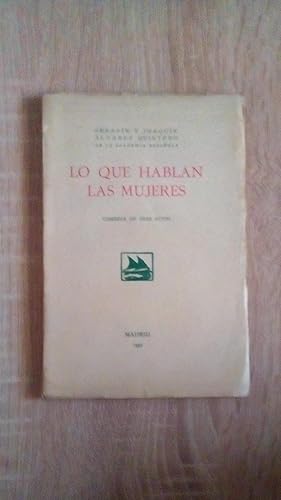 SERAFÍN Y JOAQUÍN
ÁLVAREZ QUINTERO
DE LA ACADEMIA ESPAÑOLA
LO QUE HABLAN
LAS MUJERES
COMEDIA EN TRES ACTOS
MADRID